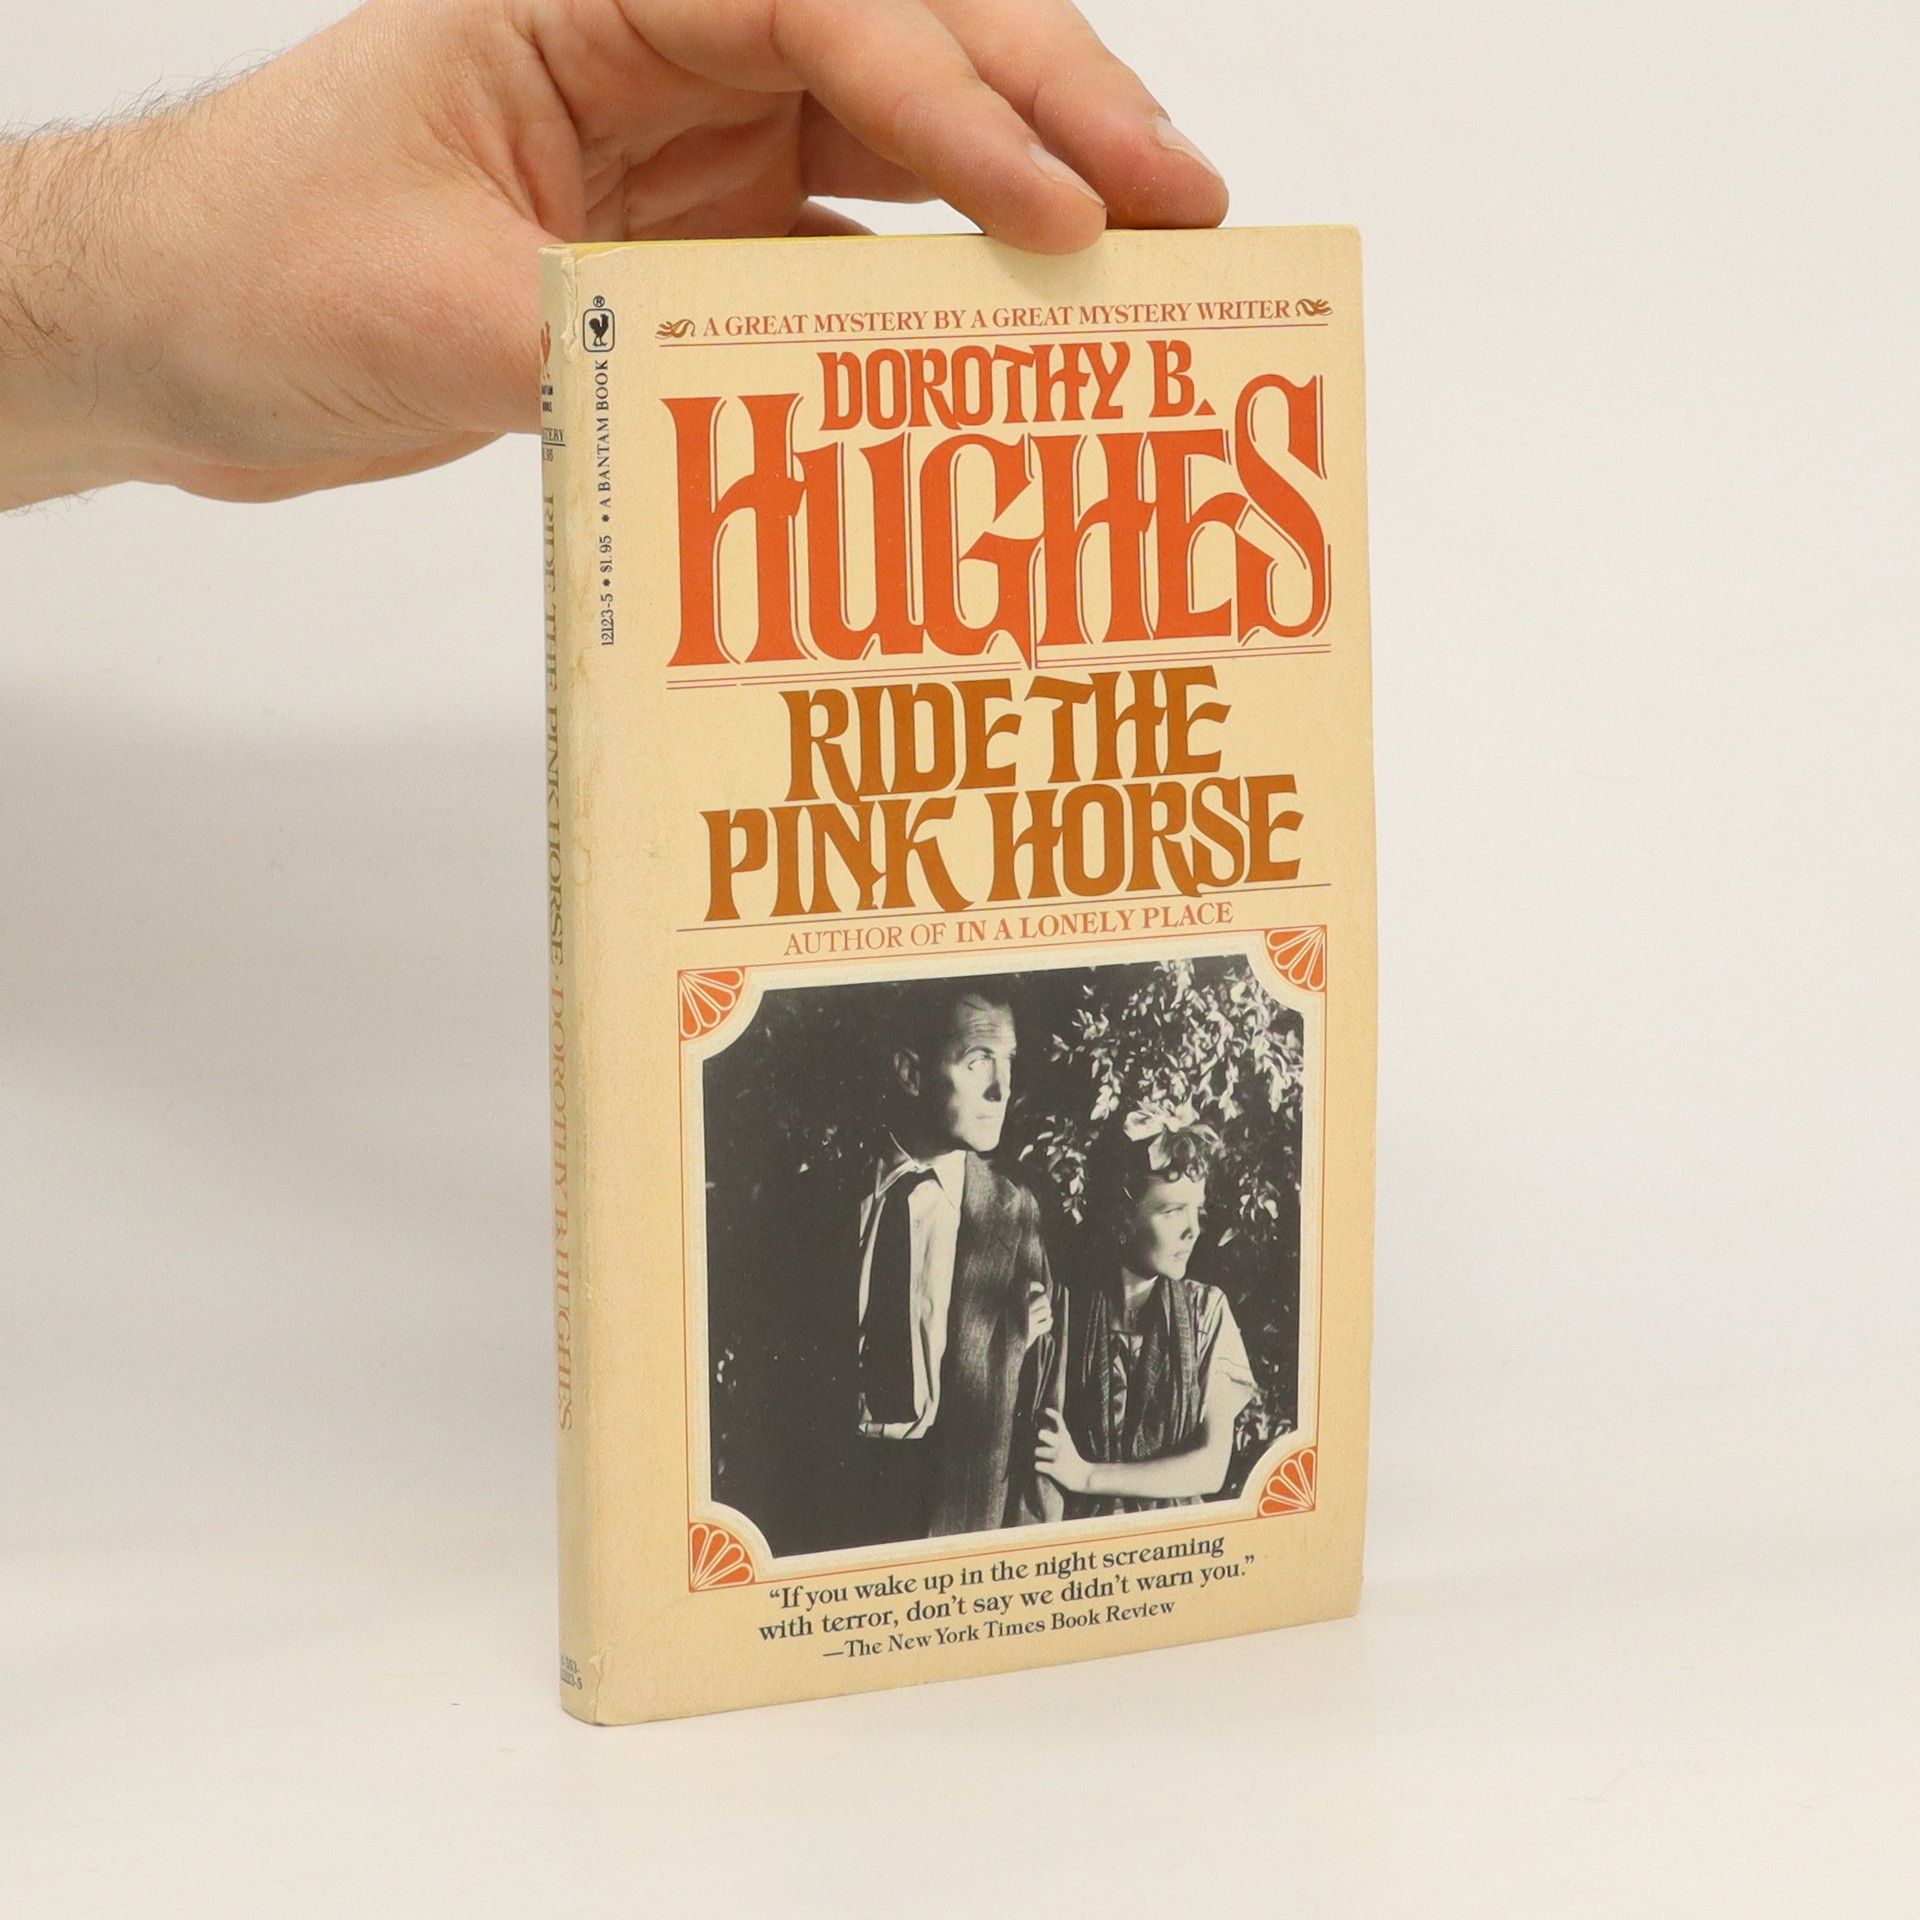 A GREAT MYSTERY BY A GREAT MYSTERY WRITER
DOROTHY B.
HUGHES
RIDE THE
PINK HORSE
AUTHOR OF IN A LONELY PLACE
"If you wake up in the night screaming
with terror, don't say we didn't warn you."
—The New York Times Book Review
12123-5 * $1.95 * A BANTAM BOOK
®
RIDE THE PINK HORSE · DOROTHY B. HUGHES